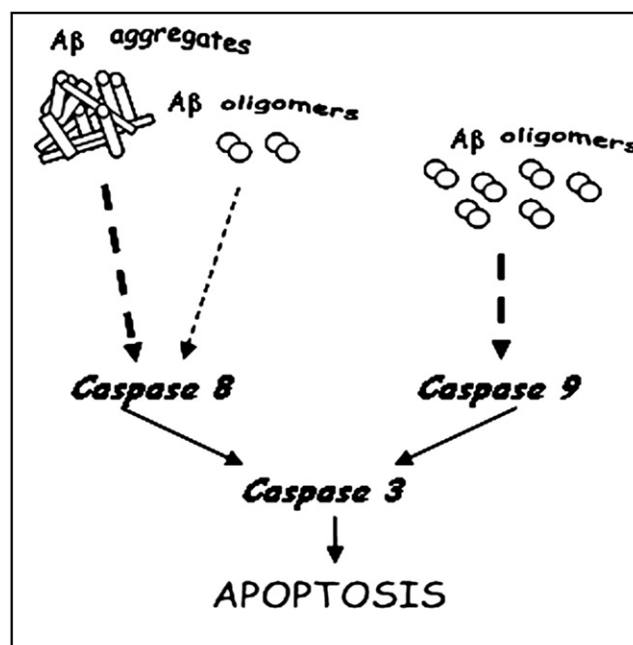 Aβ aggregates
Aβ oligomers
Aβ oligomers
Caspase 8
Caspase 9
Caspase 3
APOPTOSIS